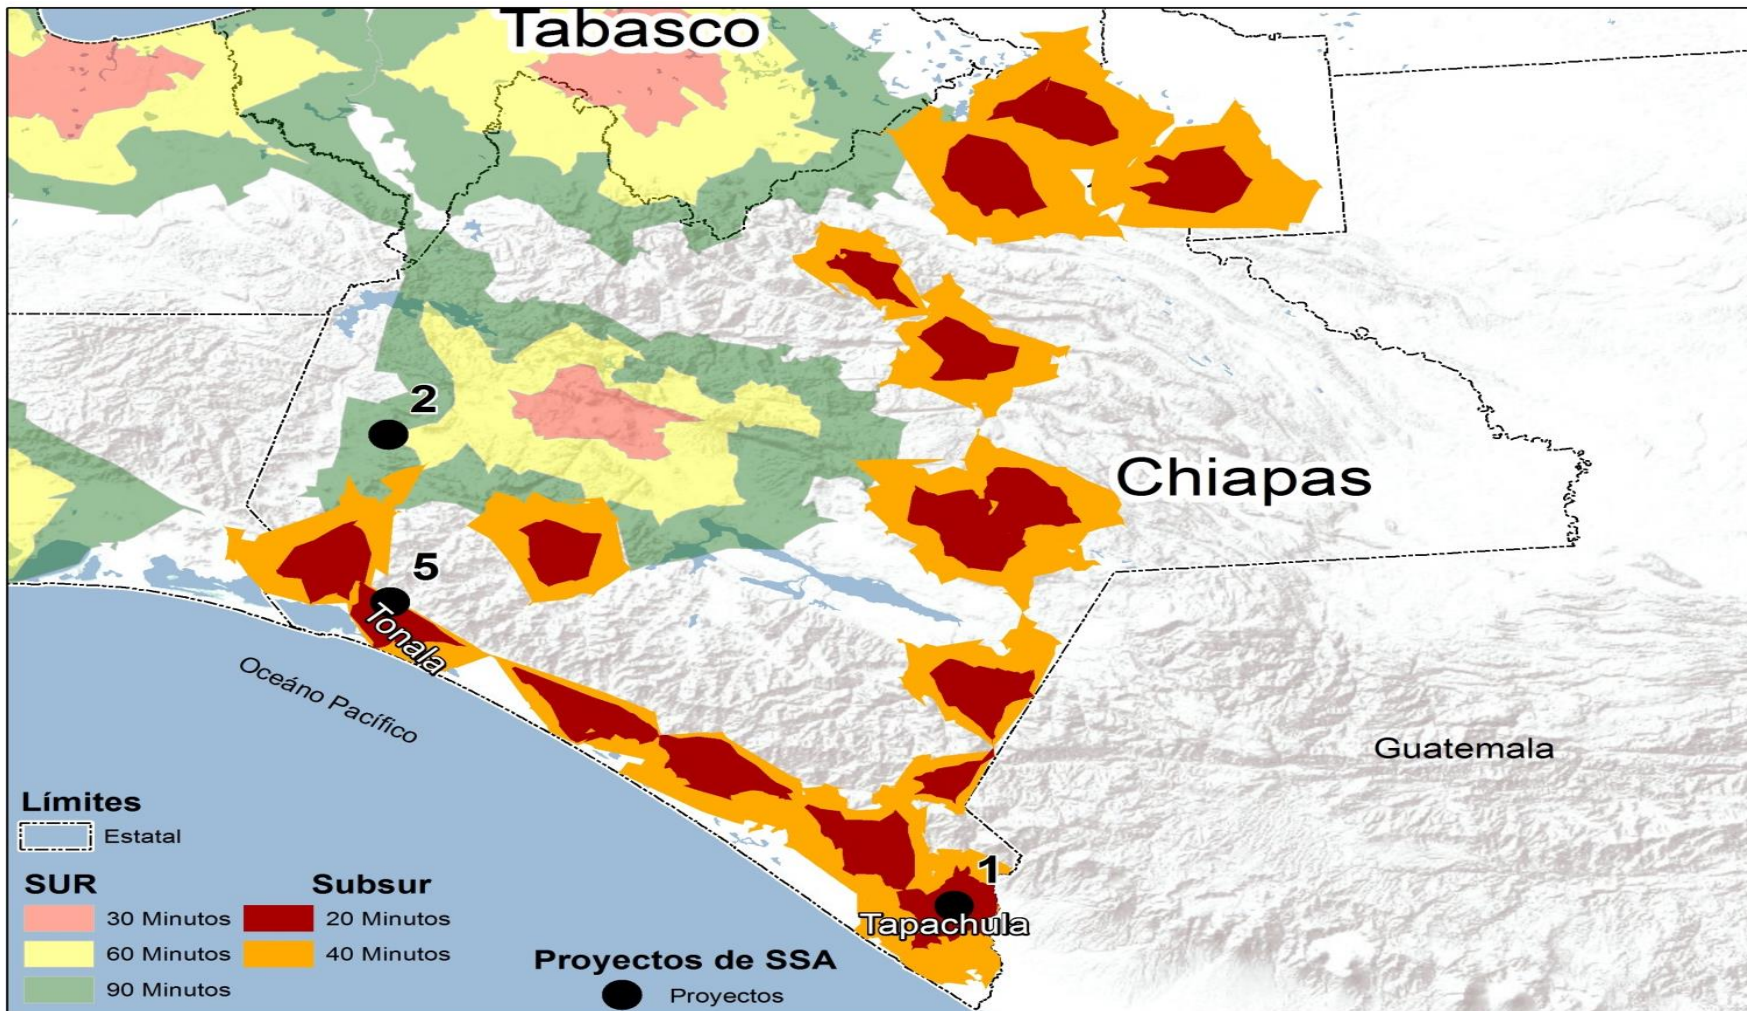 Tabasco
2
Chiapas
5
Tonala
Oceáno Pacífico
Guatemala
Límites
Estatal
1
SUR Subsur
30 Minutos 20 Minutos
Tapachula
60 Minutos 40 Minutos
Proyectos de SSA
90 Minutos Proyectos